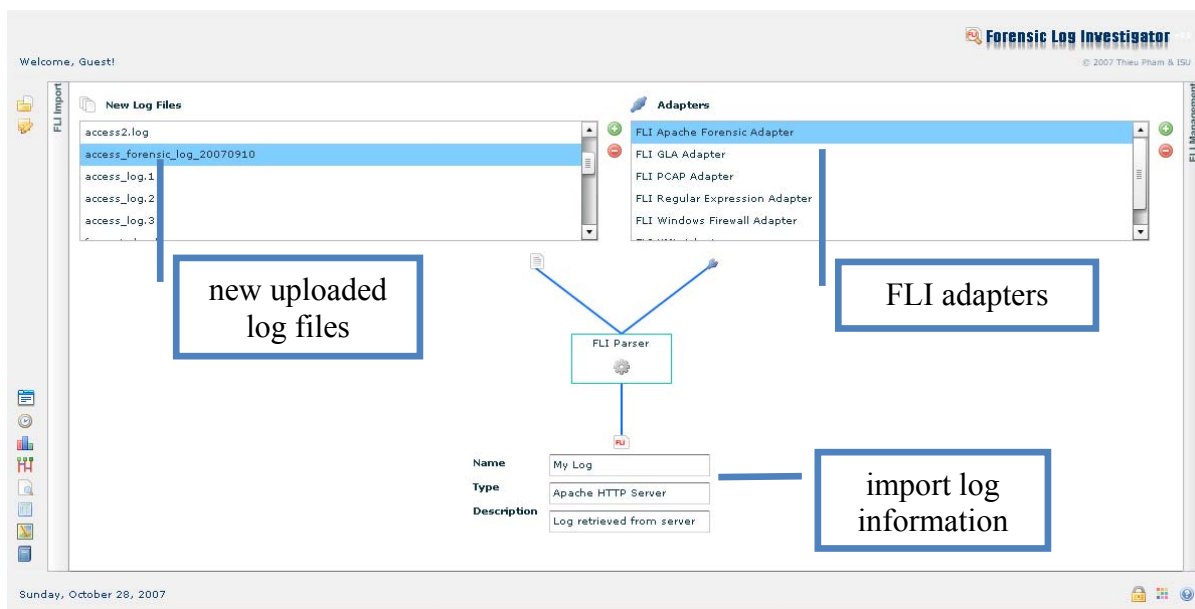 Forensic Log Investigator
Welcome, Guest!
© 2007 Thieu Pham & ISU
FLI Import
New Log Files
Adapters
FLI Management
access2.log
access_forensic_log_20070910
access_log.1
access_log.2
access_log.3
FLI Apache Forensic Adapter
FLI GLA Adapter
FLI PCAP Adapter
FLI Regular Expression Adapter
FLI Windows Firewall Adapter
new uploaded
log files
FLI adapters
FLI Parser
FLI
Name
My Log
Type
Apache HTTP Server
Description
Log retrieved from server
import log
information
Sunday, October 28, 2007